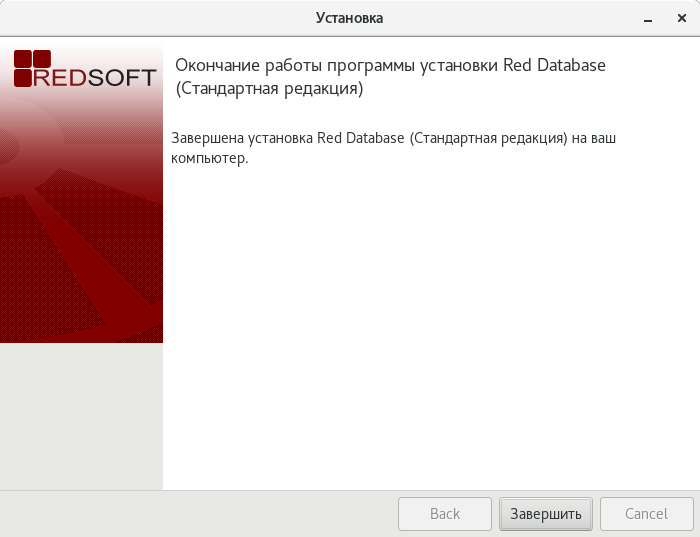 Установка
REDSOFT
Окончание работы программы установки Red Database
(Стандартная редакция)
Завершена установка Red Database (Стандартная редакция) на ваш
компьютер.
Back
Завершить
Cancel